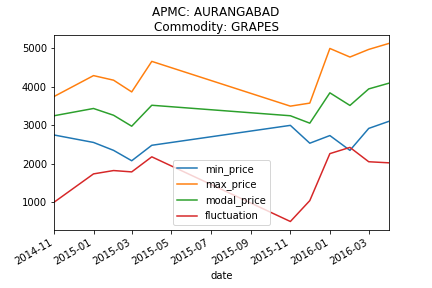 APMC: AURANGABAD
Commodity: GRAPES
5000
4000
3000
2000
1000
min_price
max_price
modal_price
fluctuation
2014-11
2015-01
2015-03
2015-05
2015-07
2015-09
2015-11
2016-01
2016-03
date